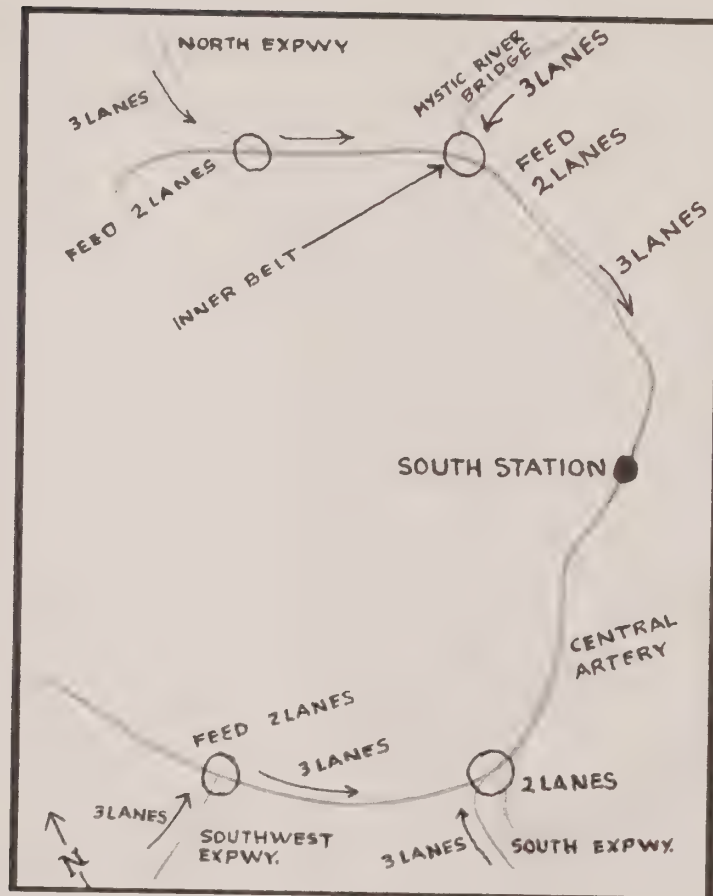 NORTH EXPWY
3 LANES
MYSTIC RIVER
BRIDGE
3 LANES
FEED 2 LANES
FEED
2 LANES
INNER BELT
3 LANES
SOUTH STATION
CENTRAL
ARTERY
FEED 2 LANES
3 LANES
2 LANES
3 LANES
SOUTHWEST
EXPWY.
3 LANES
SOUTH EXPWY.
N